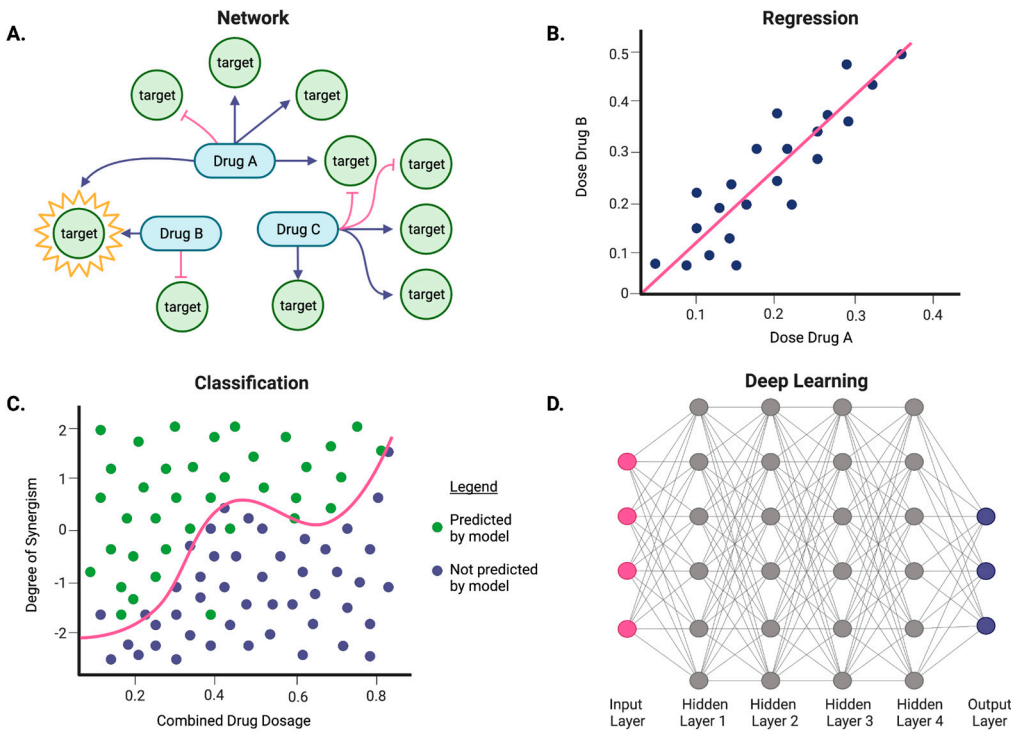 A.
Network
target
target
target
target
Drug A
target
target
target
Drug B
Drug C
target
target
target
target
B.
Regression
Dose Drug B
0.5
0.4
0.3
0.2
0.1
0
0.1
0.2
0.3
0.4
Dose Drug A
C.
Classification
Degree of Synergism
2
1
0
-1
-2
0.2
0.4
0.6
0.8
Combined Drug Dosage
Legend
Predicted
by model
Not predicted
by model
D.
Deep Learning
Input
Layer
Hidden
Layer 1
Hidden
Layer 2
Hidden
Layer 3
Hidden
Layer 4
Output
Layer